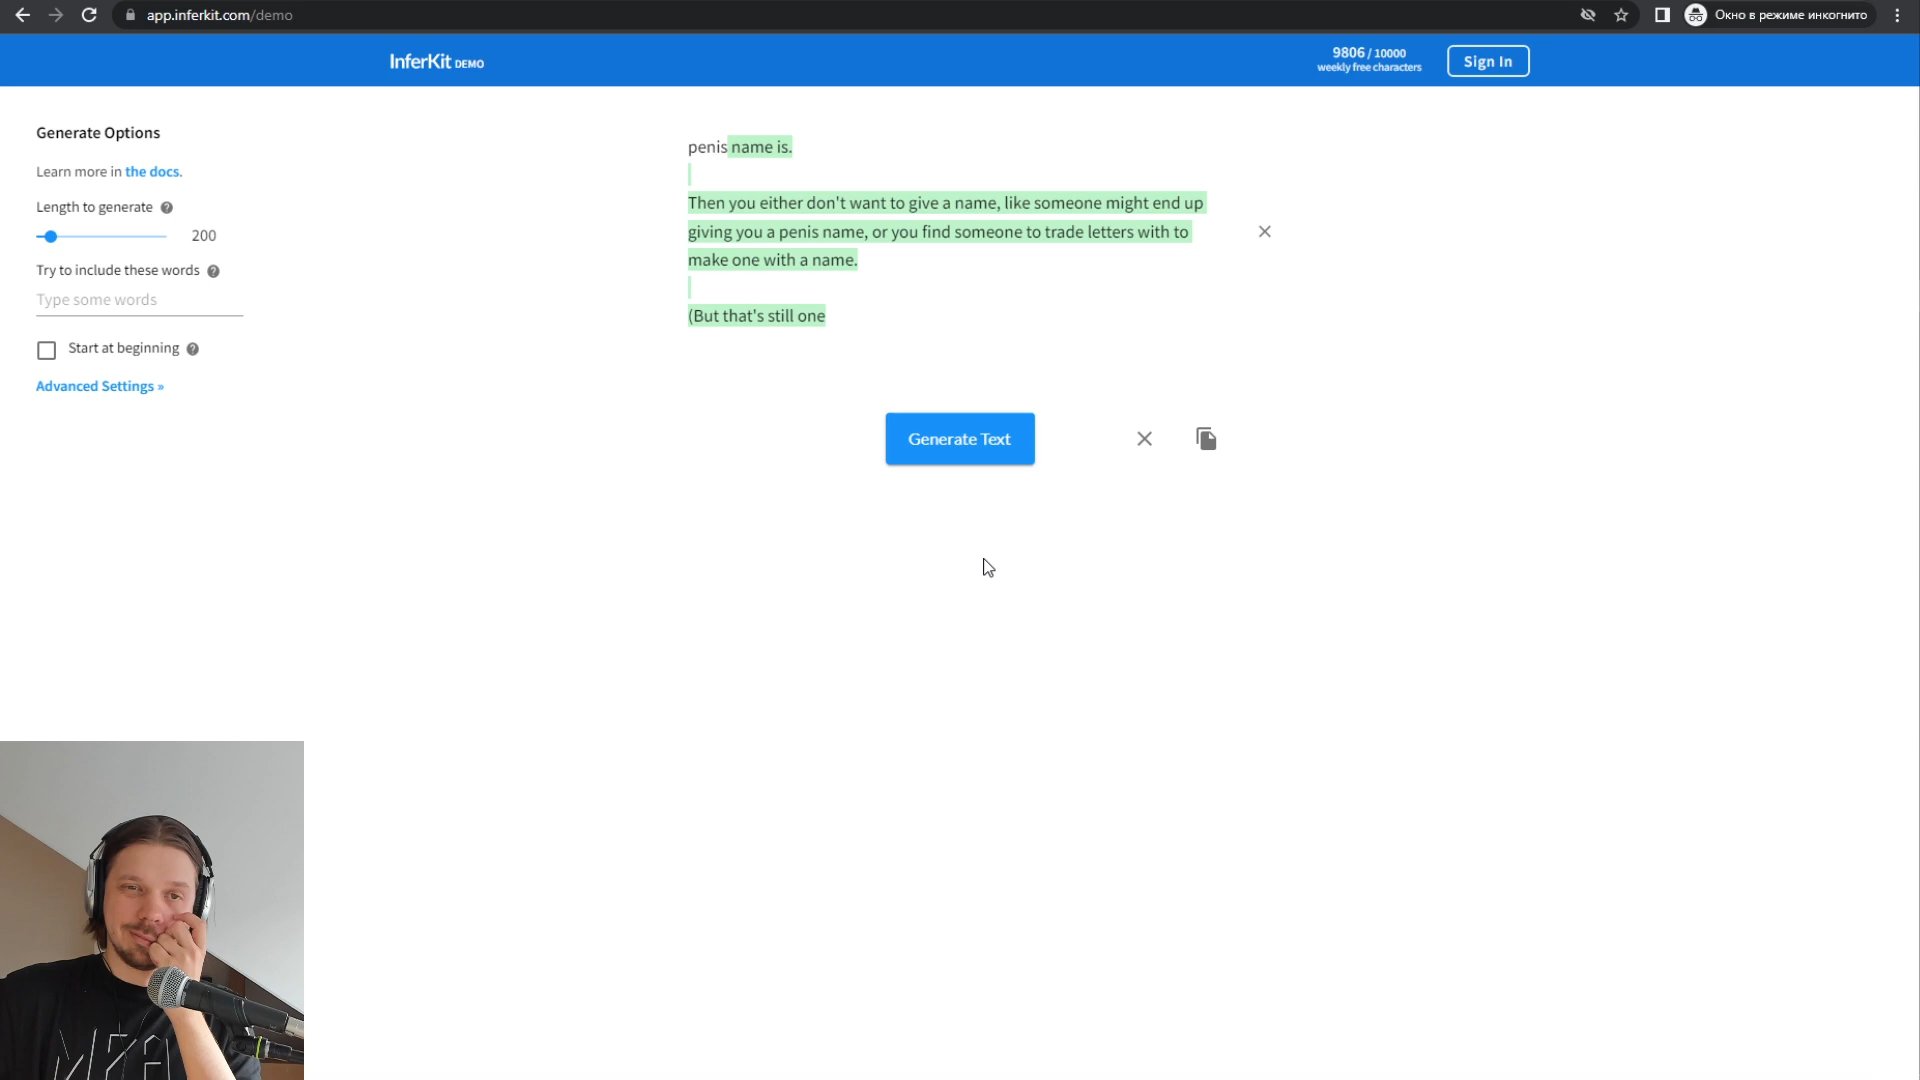 app.inferkit.com/demo
Окно в режиме инкогнито
InferKit DEMO
9806 / 10000
weekly free characters
Sign In
Generate Options
Learn more in the docs.
Length to generate
200
Try to include these words
Type some words
Start at beginning
Advanced Settings »
penis name is.
Then you either don't want to give a name, like someone might end up
giving you a penis name, or you find someone to trade letters with to
make one with a name.
(But that's still one
Generate Text